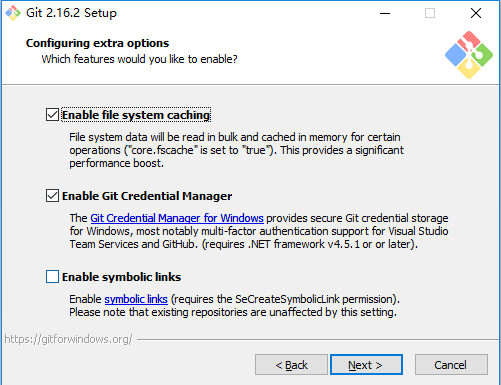 Git 2.16.2 Setup
Configuring extra options
Which features would you like to enable?
Enable file system caching
File system data will be read in bulk and cached in memory for certain
operations ("core.fscache" is set to "true"). This provides a significant
performance boost.
Enable Git Credential Manager
The Git Credential Manager for Windows provides secure Git credential storage
for Windows, most notably multi-factor authentication support for Visual Studio
Team Services and GitHub. (requires .NET framework v4.5.1 or or later).
Enable symbolic links
Enable symbolic links (requires the SeCreateSymbolicLink permission).
Please note that existing repositories are unaffected by this setting.
https://gitforwindows.org/
< Back
Next >
Cancel